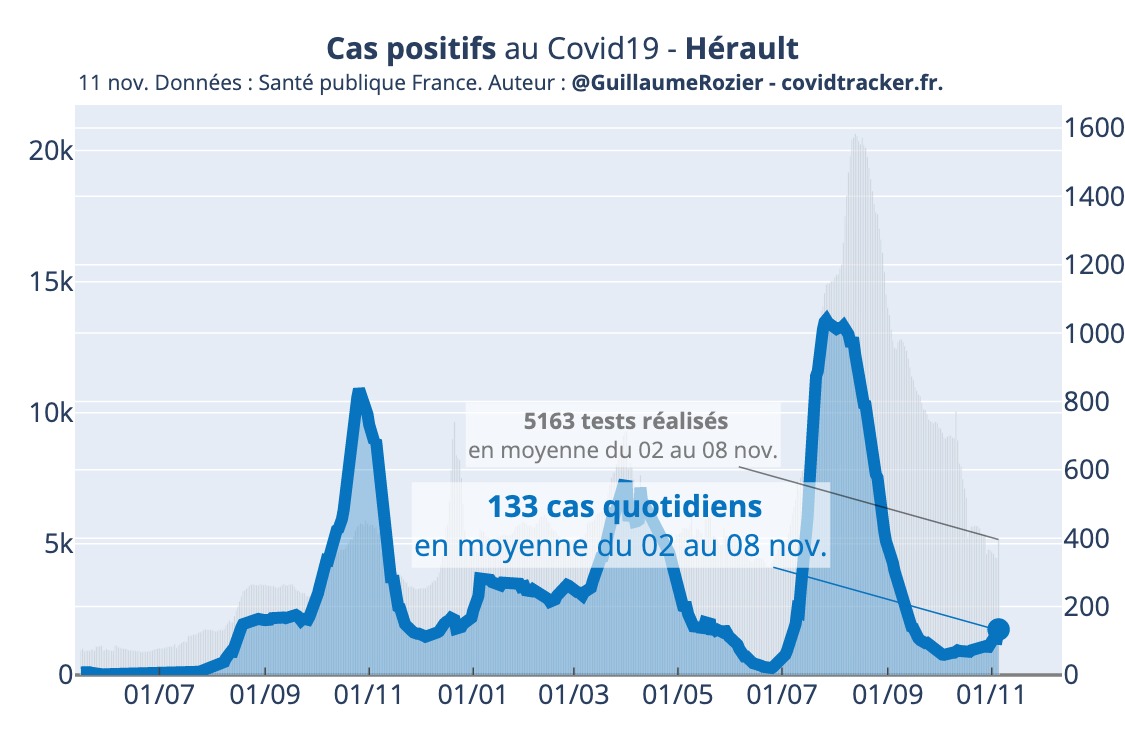 Cas positifs au Covid19 - Hérault
11 nov. Données : Santé publique France. Auteur : @GuillaumeRozier - covidtracker.fr.
20k
15k
10k
5k
0
1600
1400
1200
1000
800
600
400
200
0
5163 tests réalisés
en moyenne du 02 au 08 nov.
133 cas quotidiens
en moyenne du 02 au 08 nov.
01/07 01/09 01/11 01/01 01/03 01/05 01/07 01/09 01/11